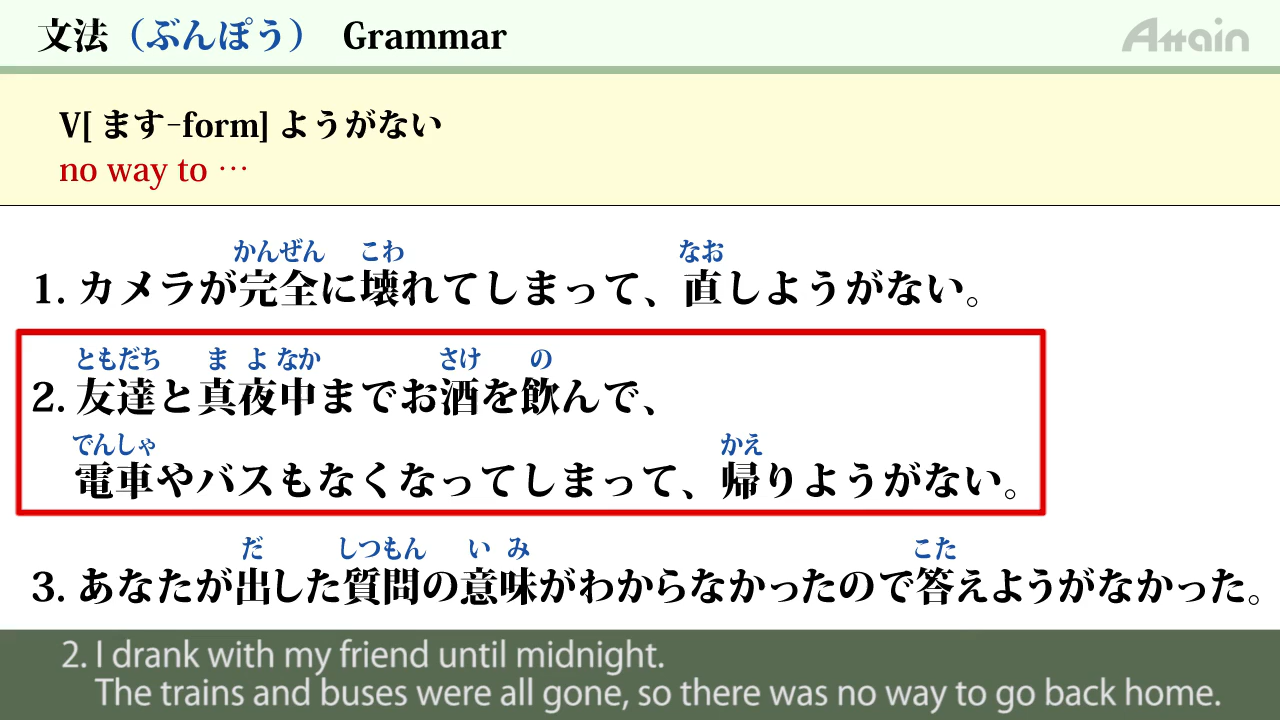 文法（ぶんぽう） Grammar
Attain
V[ ます-form] ようがない
no way to …
かんぜん こわ なお
1. カメラが完全に壊れてしまって、直しようがない。
ともだち ま よ なか さけ の
2. 友達と真夜中までお酒を飲んで、
でんしゃ かえ
電車やバスもなくなってしまって、帰りようがない。
だ しつもん い み こた
3. あなたが出した質問の意味がわからなかったので答えようがなかった。
2. I drank with my friend until midnight.
The trains and buses were all gone, so there was no way to go back home.